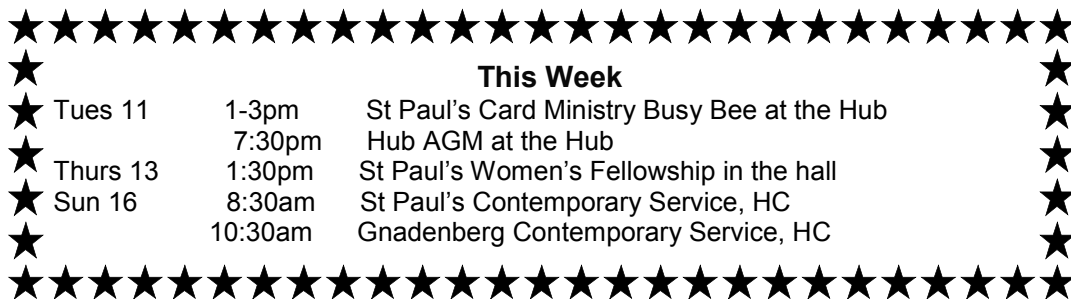 This Week
Tues 11 1-3pm St Paul's Card Ministry Busy Bee at the Hub
7:30pm Hub AGM at the Hub
Thurs 13 1:30pm St Paul's Women's Fellowship in the hall
Sun 16 8:30am St Paul's Contemporary Service, HC
10:30am Gnadenberg Contemporary Service, HC